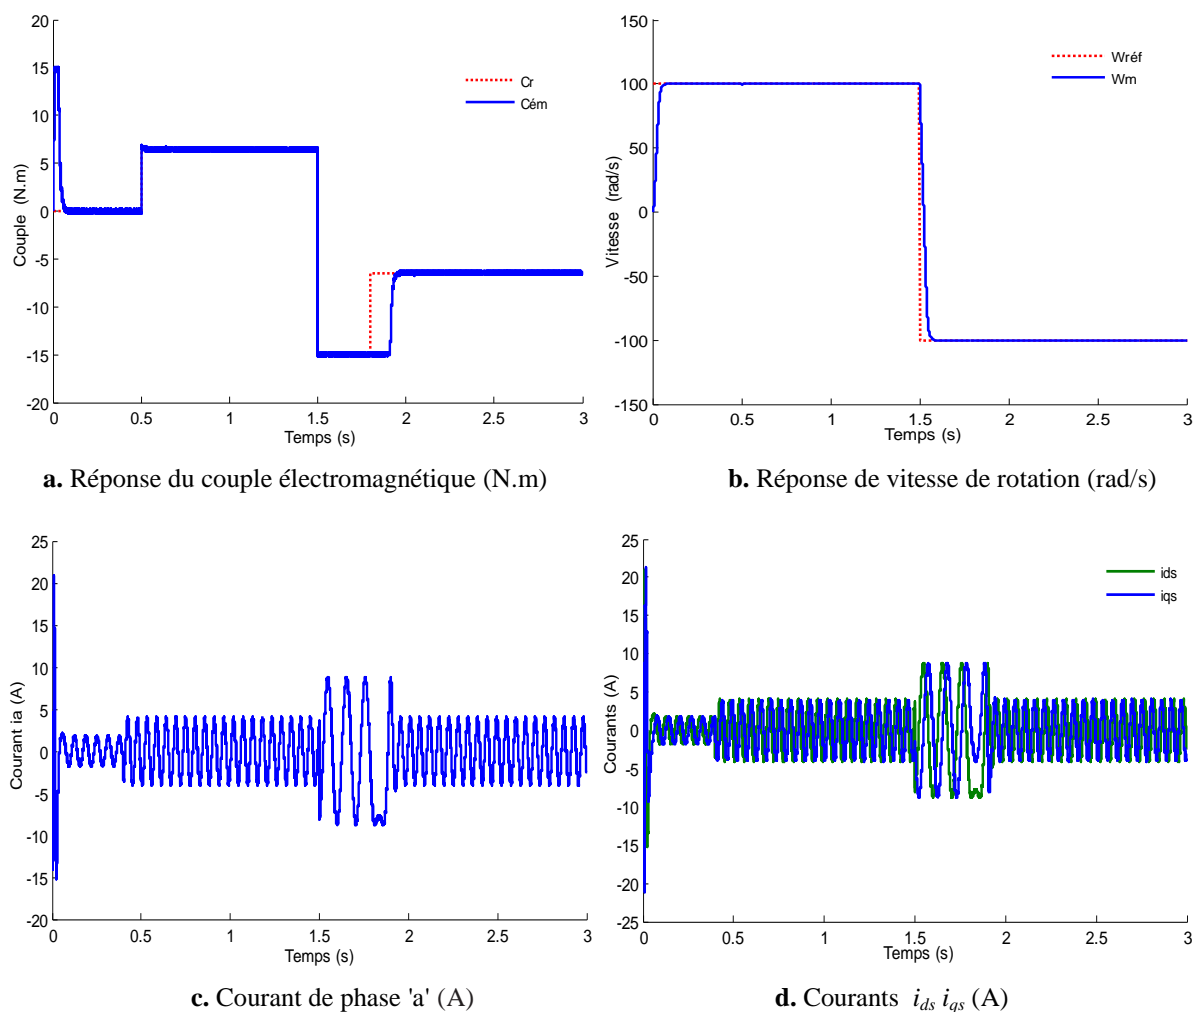 20
15
10
5
0
-5
-10
-15
-20
0 0.5 1 1.5 2 2.5 3
Couple (N.m)
Temps (s)
Cr
Cém
a. Réponse du couple électromagnétique (N.m)
150
100
50
0
-50
-100
-150
0 0.5 1 1.5 2 2.5 3
Vitesse (rad/s)
Temps (s)
Wréf
Wm
b. Réponse de vitesse de rotation (rad/s)
25
20
15
10
5
0
-5
-10
-15
-20
0 0.5 1 1.5 2 2.5 3
Courant ia (A)
Temps (s)
c. Courant de phase 'a' (A)
25
20
15
10
5
0
-5
-10
-15
-20
-25
0 0.5 1 1.5 2 2.5 3
Courants (A)
Temps (s)
ids
iqs
d. Courants ids iqs (A)